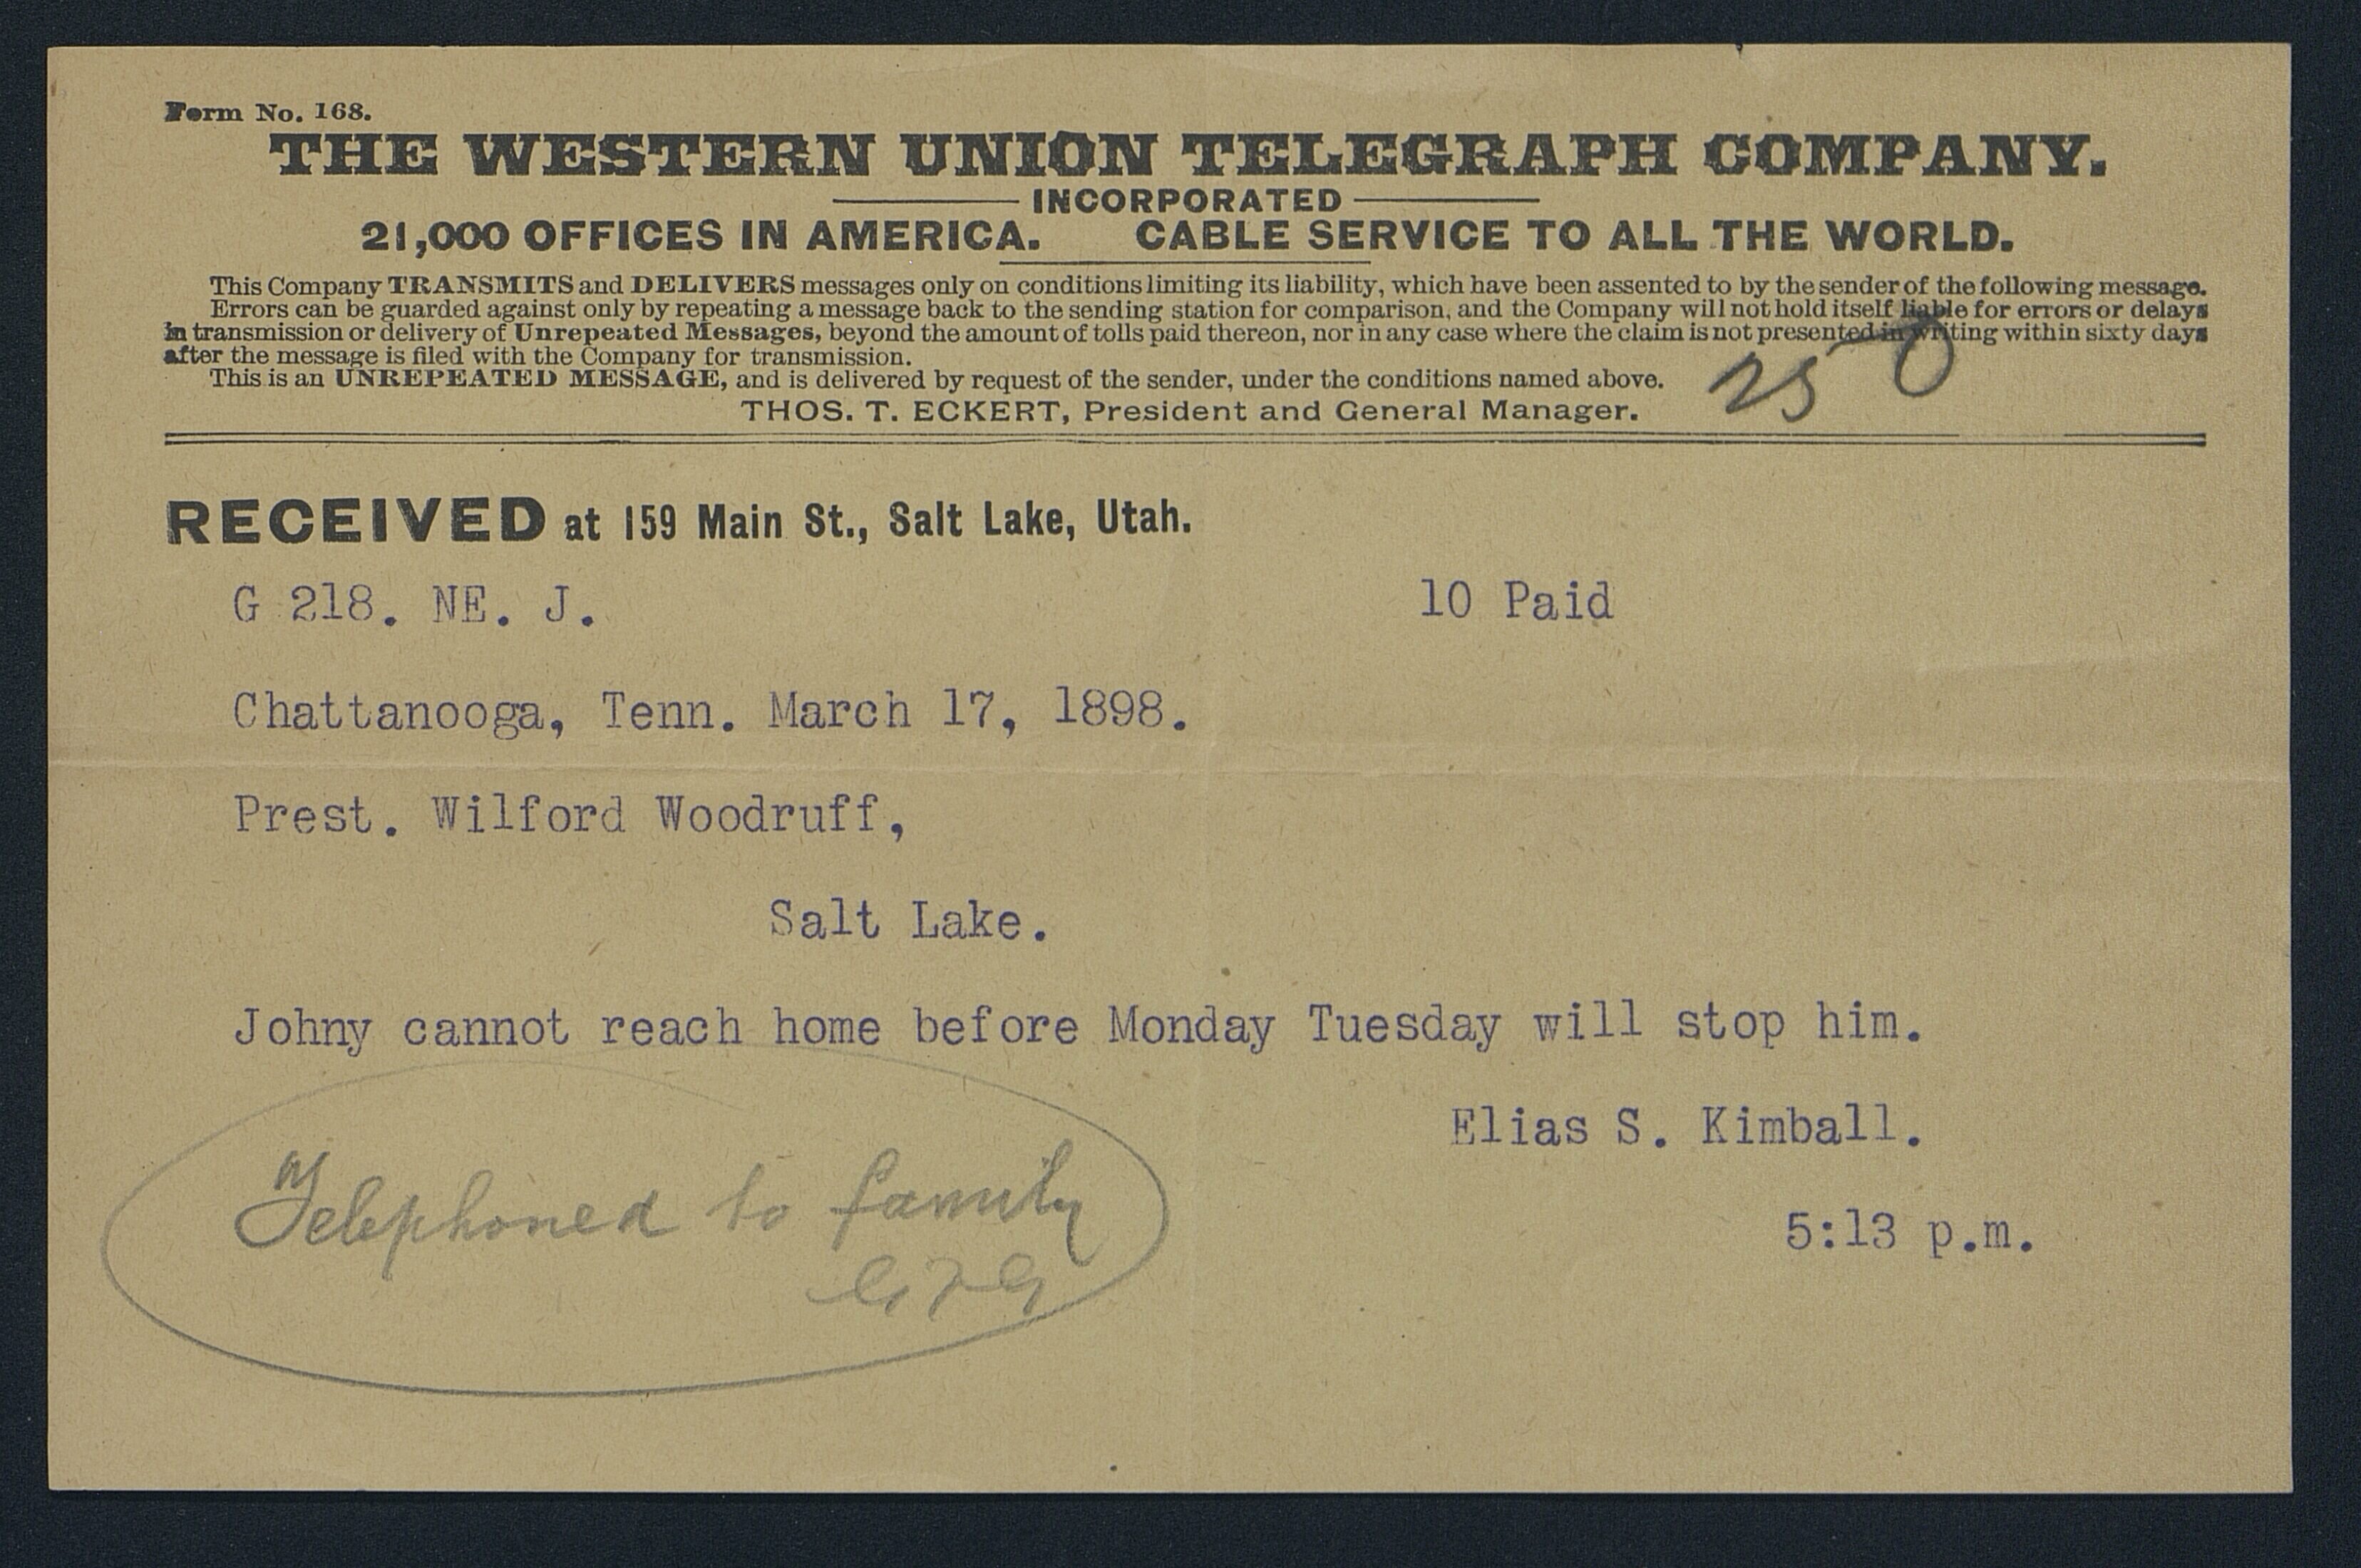 Form No. 168.
THE WESTERN UNION TELEGRAPH COMPANY.
INCORPORATED
21,000 OFFICES IN AMERICA. CABLE SERVICE TO ALL THE WORLD.
This Company TRANSMITS and DELIVERS messages only on conditions limiting its liability, which have been assented to by the sender of the following message.
Errors can be guarded against only by repeating a message back to the sending station for comparison, and the Company will not hold itself liable for errors or delays
in transmission or delivery of Unrepeated Messages, beyond the amount of tolls paid thereon, nor in any case where the claim is not presented in writing within sixty days
after the message is filed with the Company for transmission.
This is an UNREPEATED MESSAGE, and is delivered by request of the sender, under the conditions named above.
25
THOS. T. ECKERT, President and General Manager.
RECEIVED at 159 Main St., Salt Lake, Utah.
G 218. NE. J. 10 Paid
Chattanooga, Tenn. March 17, 1898.
Prest. Wilford Woodruff,
Salt Lake.
Johny cannot reach home before Monday Tuesday will stop him.
Elias S. Kimball.
Telephoned to family
5:13 p.m.